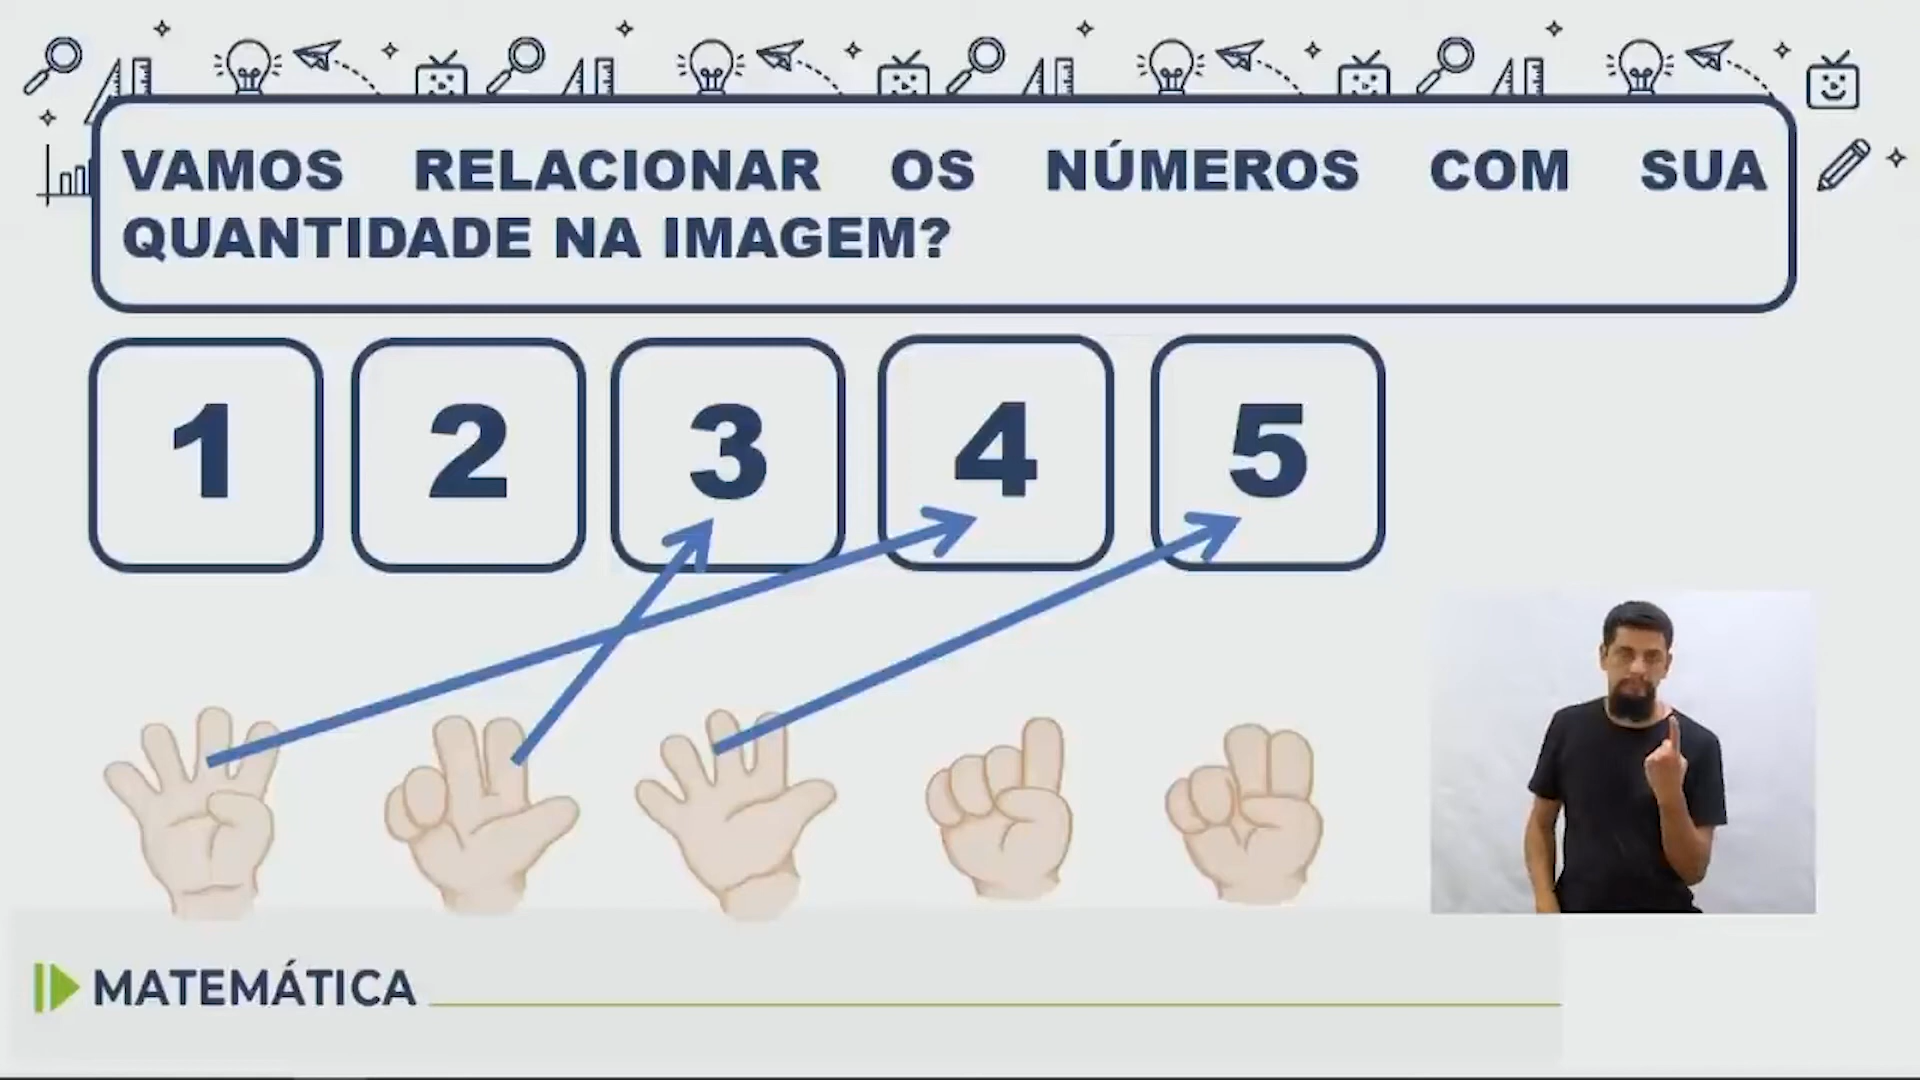 VAMOS RELACIONAR OS NÚMEROS COM SUA
QUANTIDADE NA IMAGEM?
1 2 3 4 5
MATEMÁTICA